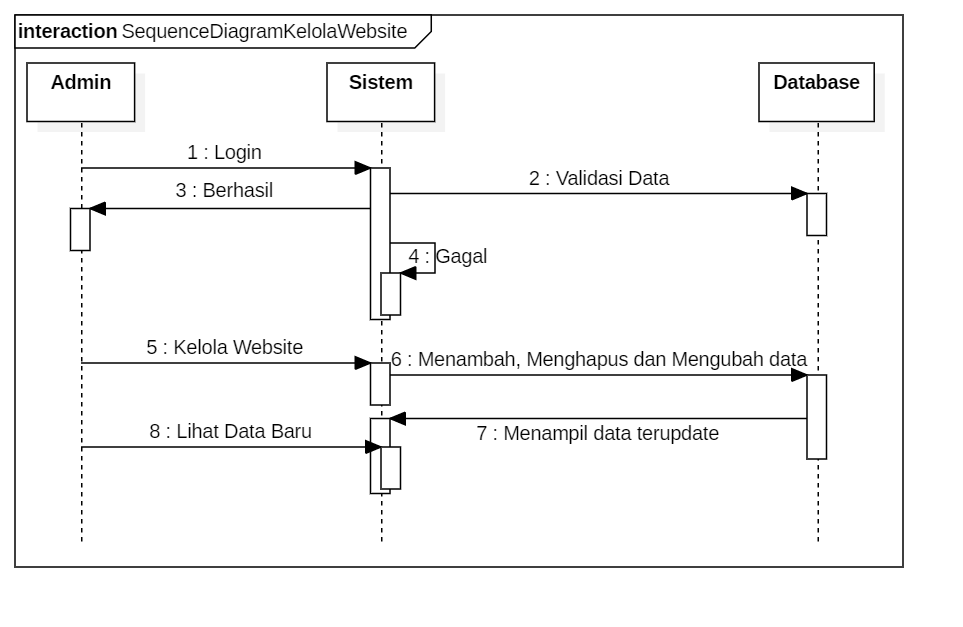 interaction SequenceDiagramKelolaWebsite
Admin
Sistem
Database
1 : Login
2 : Validasi Data
3 : Berhasil
4 : Gagal
5 : Kelola Website
6 : Menambah, Menghapus dan Mengubah data
7 : Menampil data terupdate
8 : Lihat Data Baru